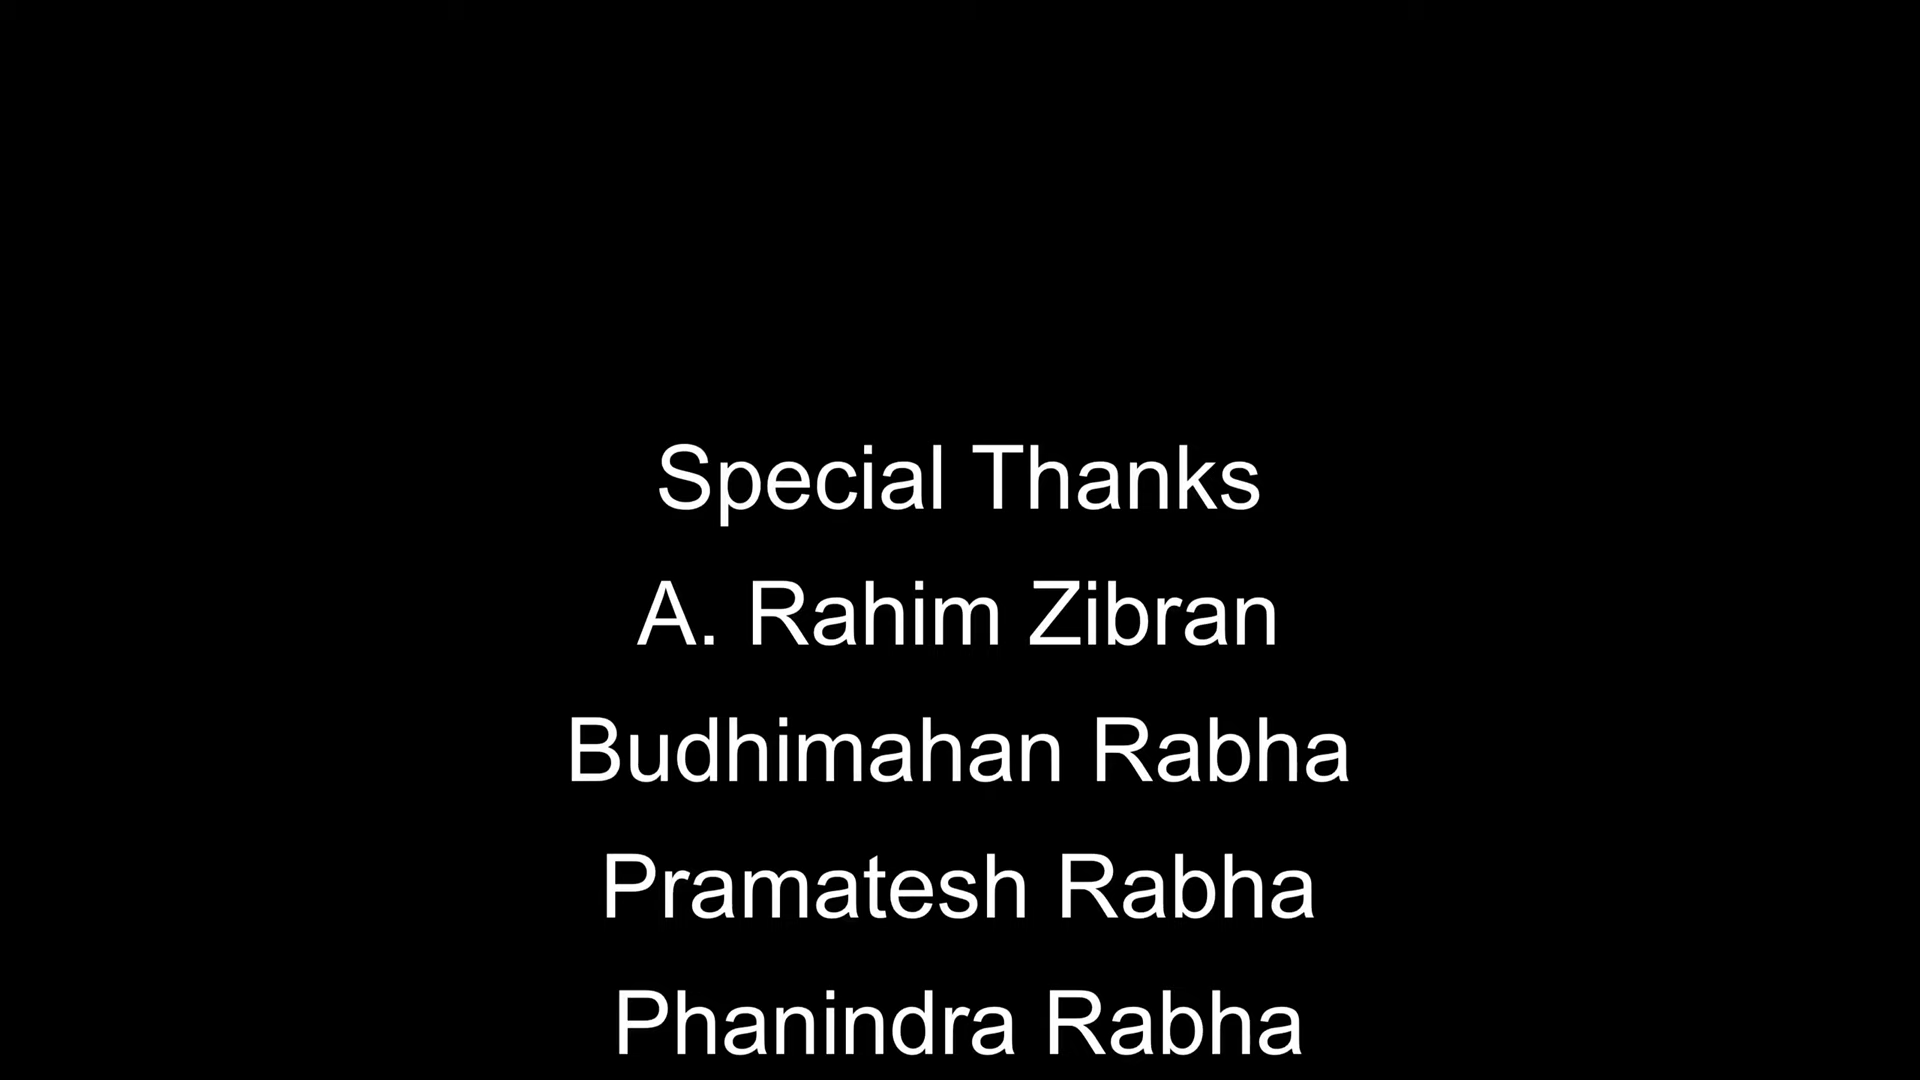 Special Thanks
A. Rahim Zibran
Budhimahan Rabha
Pramatesh Rabha
Phanindra Rabha